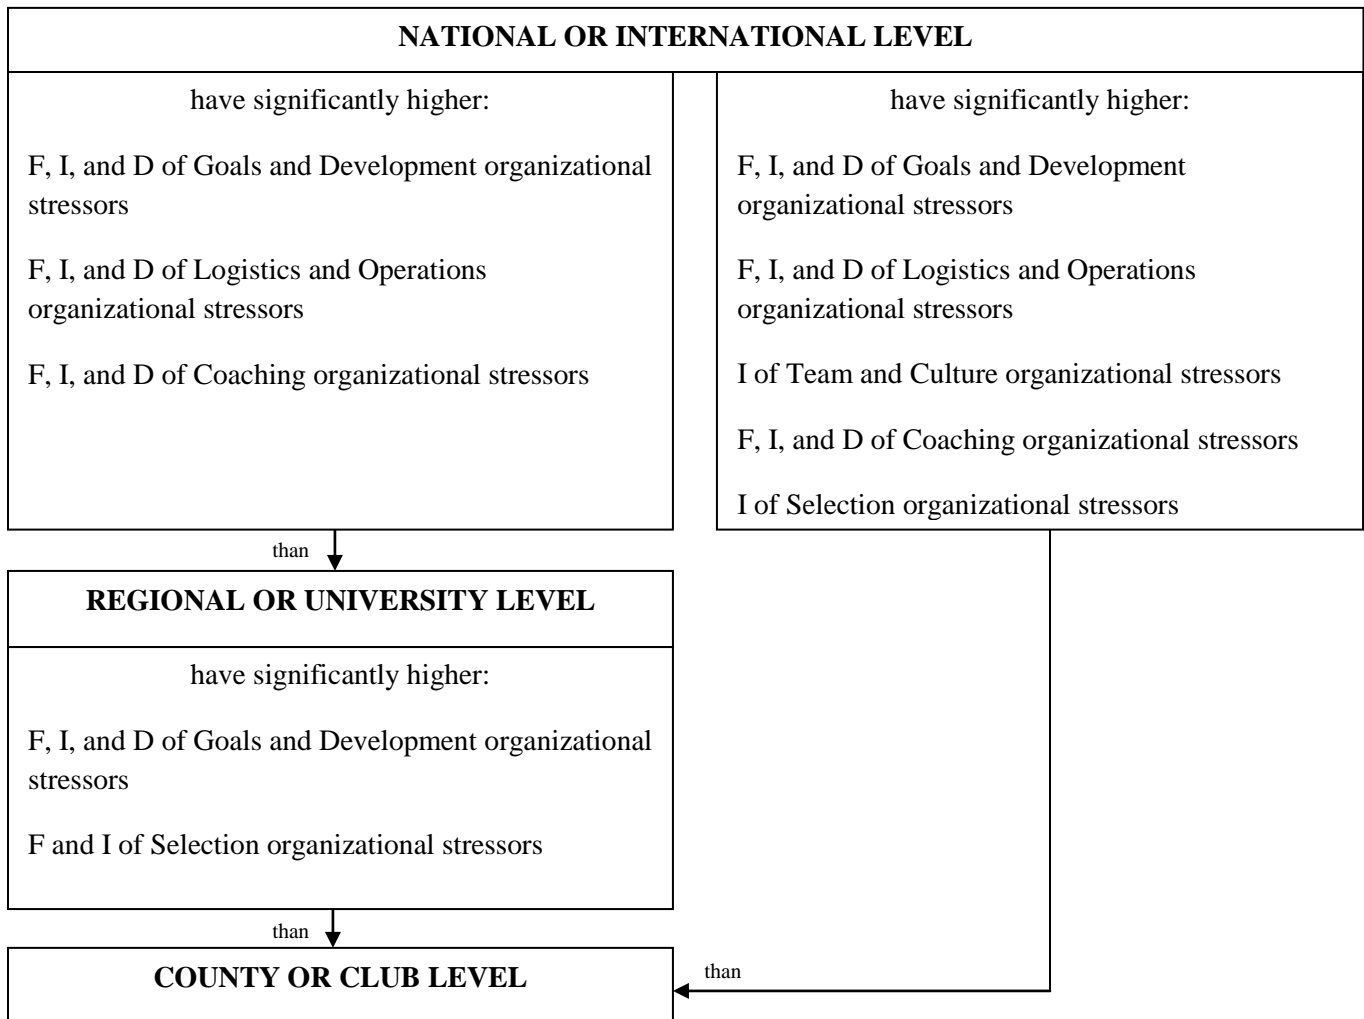 NATIONAL OR INTERNATIONAL LEVEL
have significantly higher:
F, I, and D of Goals and Development organizational
stressors
F, I, and D of Logistics and Operations
organizational stressors
F, I, and D of Coaching organizational stressors
have significantly higher:
F, I, and D of Goals and Development
organizational stressors
F, I, and D of Logistics and Operations
organizational stressors
I of Team and Culture organizational stressors
F, I, and D of Coaching organizational stressors
I of Selection organizational stressors
than
REGIONAL OR UNIVERSITY LEVEL
have significantly higher:
F, I, and D of Goals and Development organizational
stressors
F and I of Selection organizational stressors
than
COUNTY OR CLUB LEVEL
than